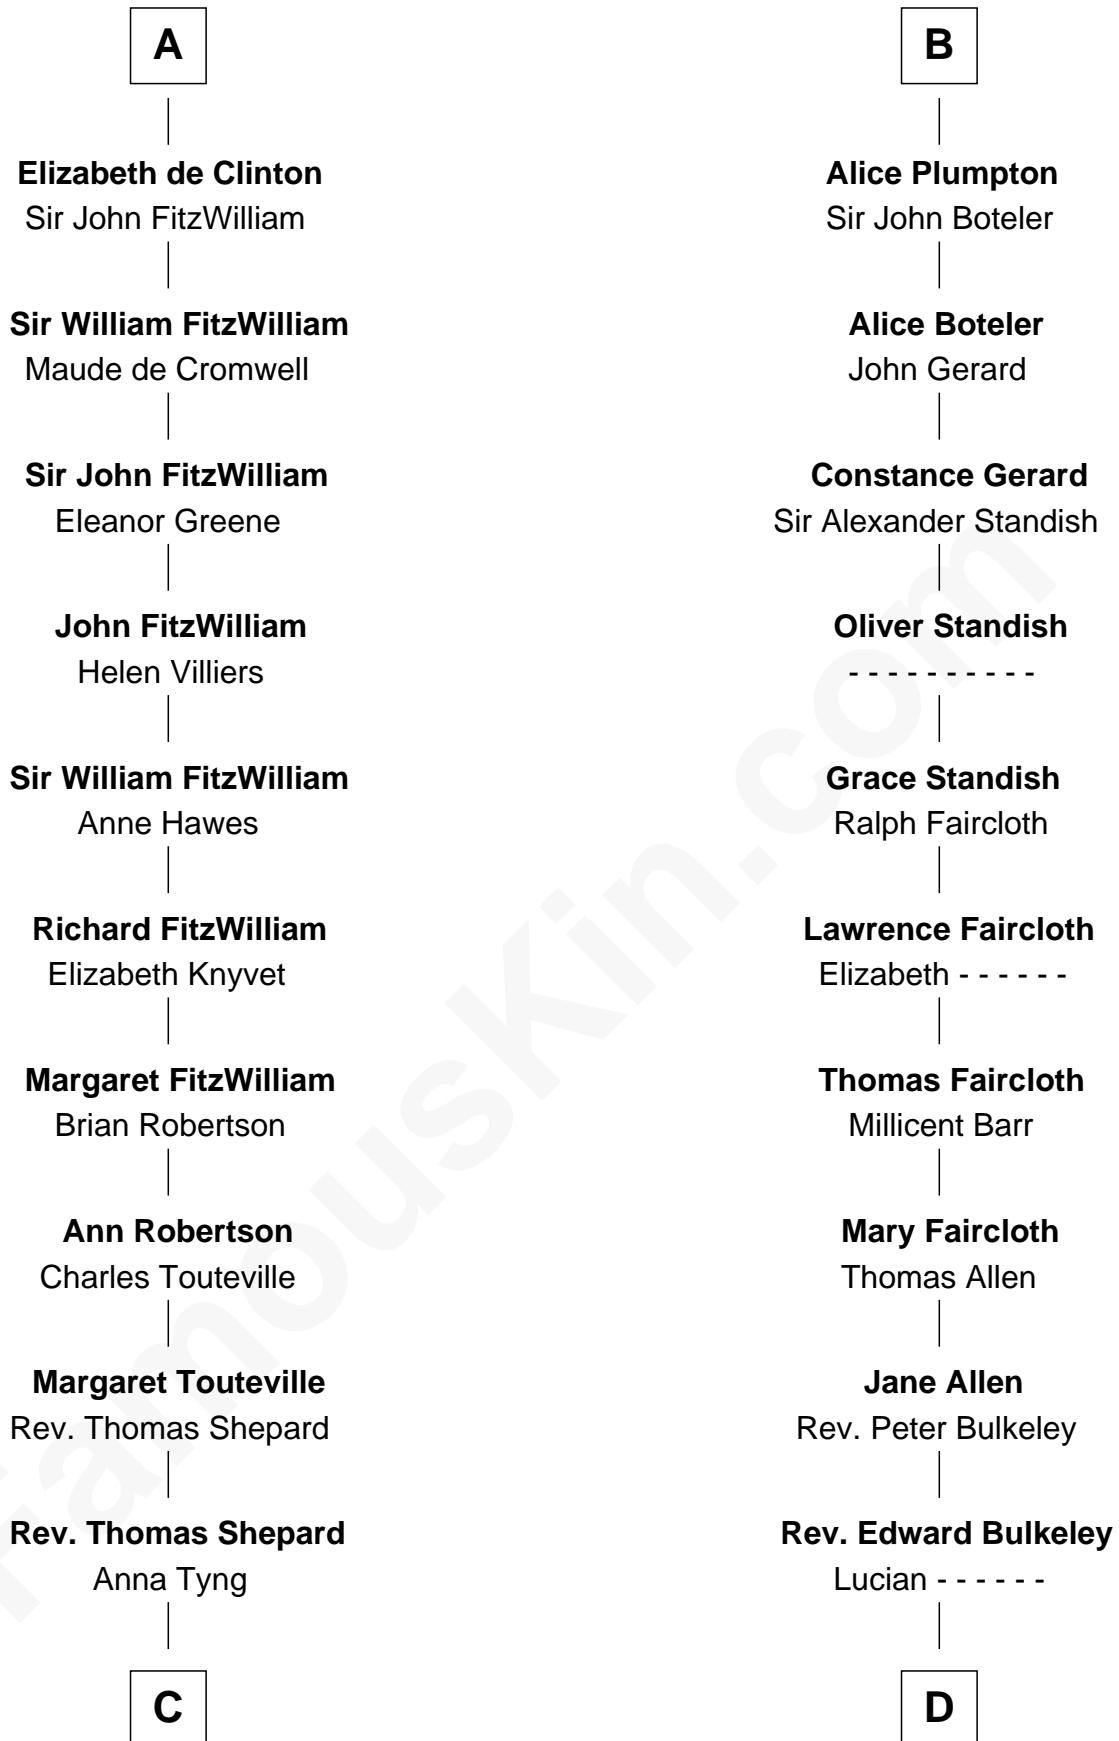 A
Elizabeth de Clinton
Sir John FitzWilliam
Sir William FitzWilliam
Maude de Cromwell
Sir John FitzWilliam
Eleanor Greene
John FitzWilliam
Helen Villiers
Sir William FitzWilliam
Anne Hawes
Richard FitzWilliam
Elizabeth Knyvet
Margaret FitzWilliam
Brian Robertson
Ann Robertson
Charles Touteville
Margaret Touteville
Rev. Thomas Shepard
Rev. Thomas Shepard
Anna Tyng
C
B
Alice Plumpton
Sir John Boteler
Alice Boteler
John Gerard
Constance Gerard
Sir Alexander Standish
Oliver Standish
- - - - - - - - - -
Grace Standish
Ralph Faircloth
Lawrence Faircloth
Elizabeth - - - - - -
Thomas Faircloth
Millicent Barr
Mary Faircloth
Thomas Allen
Jane Allen
Rev. Peter Bulkeley
Rev. Edward Bulkeley
Lucian - - - - - -
D
FamousKin.com